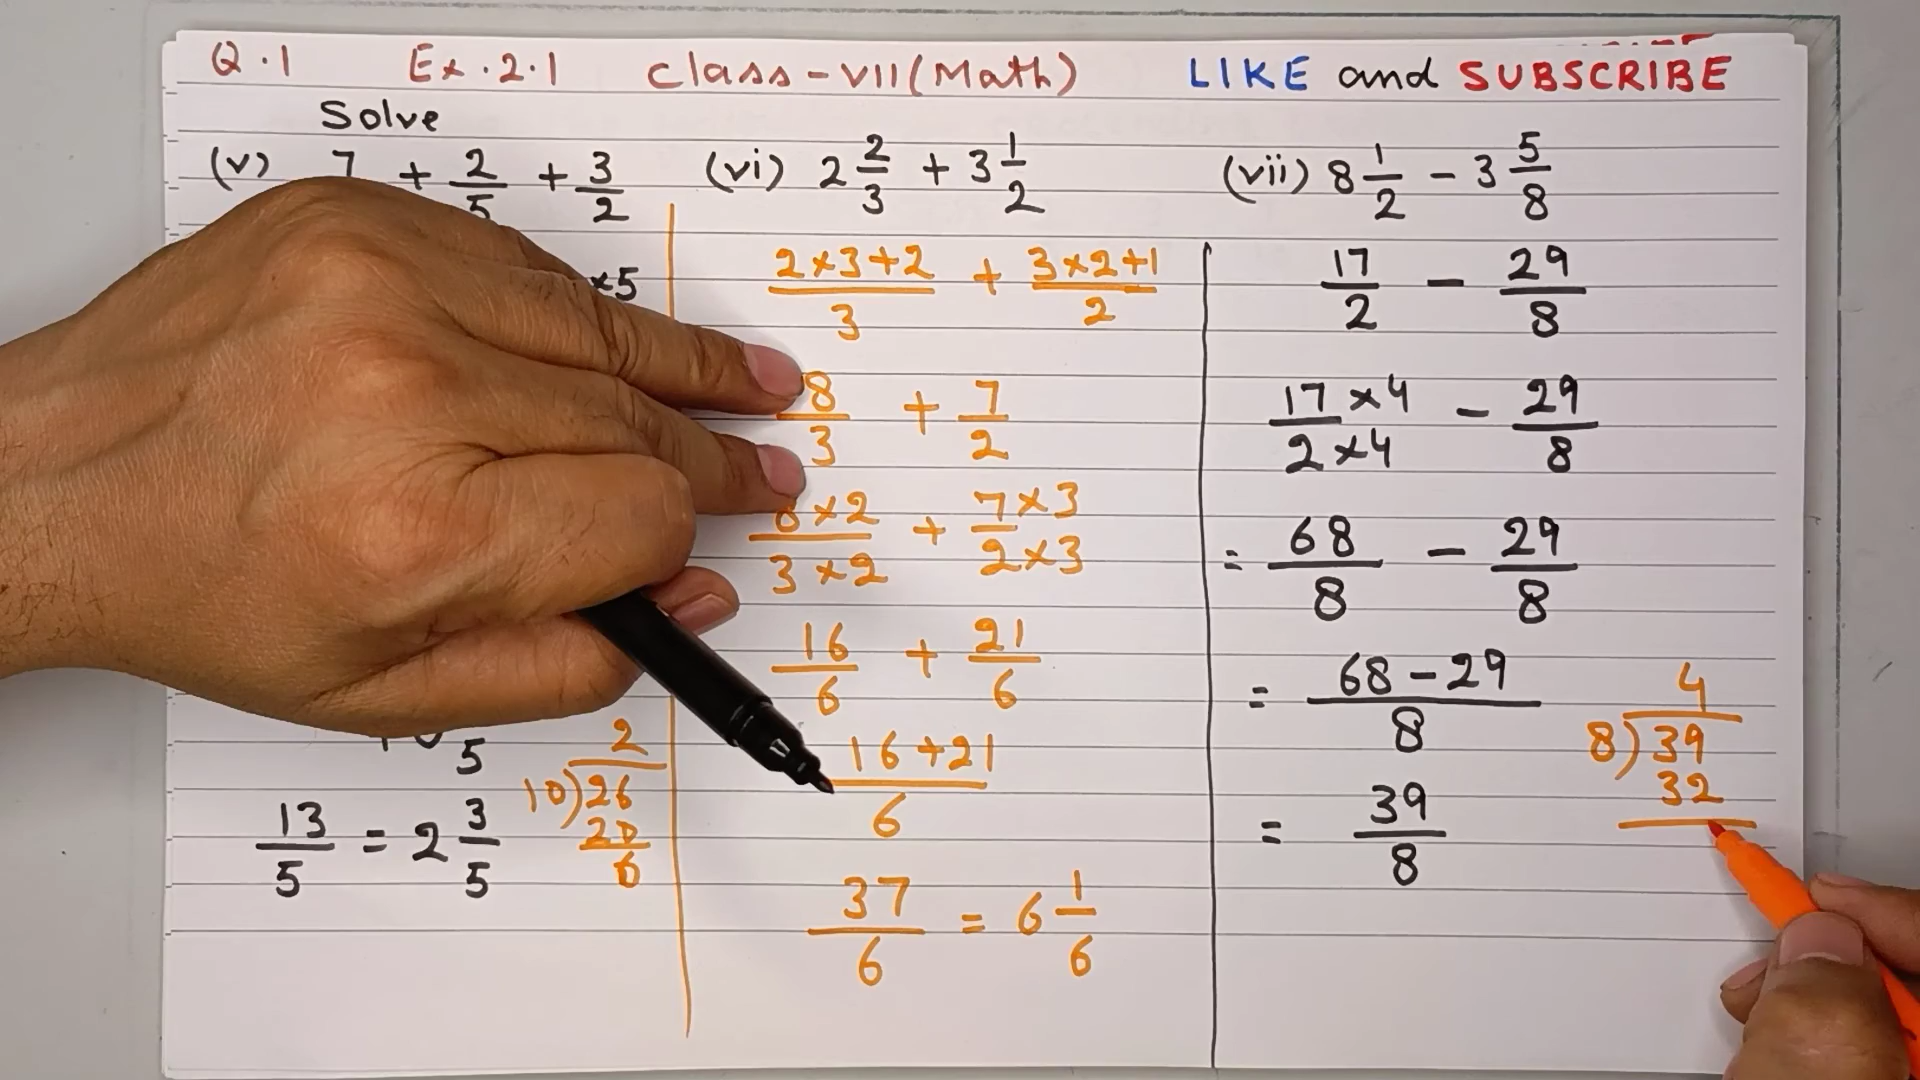 Q.1 Ex.2.1 Class-VII(Math) LIKE and SUBSCRIBE
Solve
(v) 7 + 2/5 + 3/2
×5
5
10)26
2
20
6
13/5 = 2 3/5
(vi) 2 2/3 + 3 1/2
2×3+2/3 + 3×2+1/2
8/3 + 7/2
8×2/3×2 + 7×3/2×3
16/6 + 21/6
16+21/6
37/6 = 6 1/6
(vii) 8 1/2 - 3 5/8
17/2 - 29/8
17×4/2×4 - 29/8
= 68/8 - 29/8
= 68-29/8
= 39/8
4
8)39
32